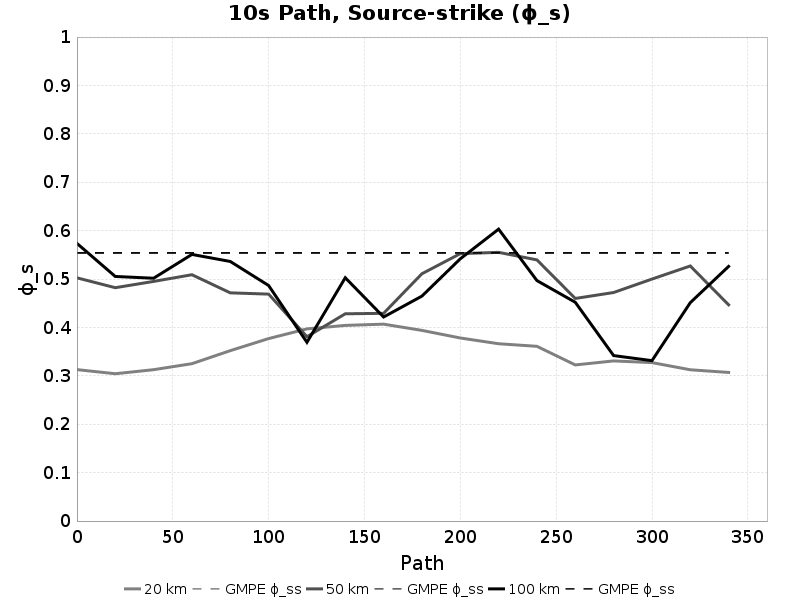 10s Path, Source-strike (ϕ_s)
1
0.9
0.8
0.7
0.6
0.5
0.4
0.3
0.2
0.1
0
ϕ_s
0 50 100 150 200 250 300 350
Path
20 km GMPE ϕ_ss 50 km GMPE ϕ_ss 100 km GMPE ϕ_ss